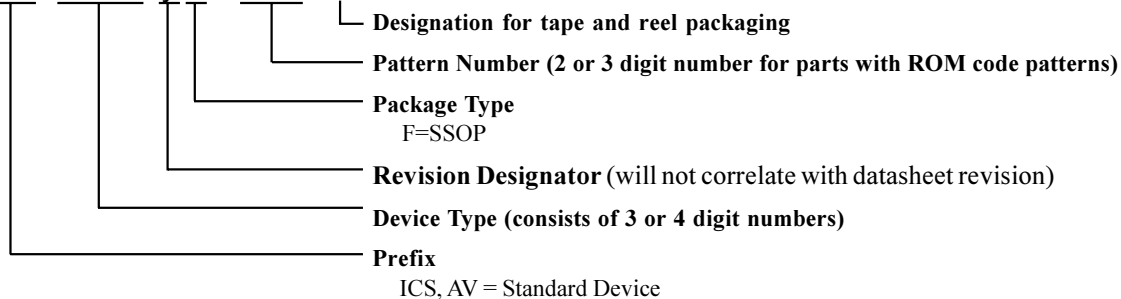 Designation for tape and reel packaging
Pattern Number (2 or 3 digit number for parts with ROM code patterns)
Package Type
F=SSOP
Revision Designator (will not correlate with datasheet revision)
Device Type (consists of 3 or 4 digit numbers)
Prefix
ICS, AV = Standard Device